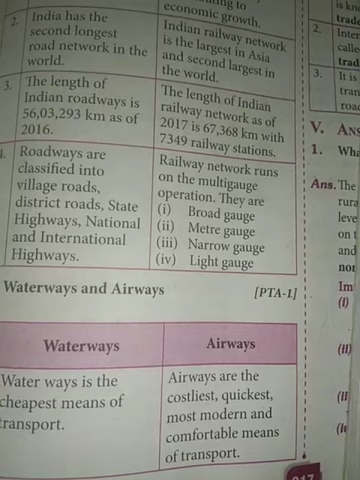 economic growth.
2. India has the
second longest
road network in the
world.
Indian railway network
is the largest in Asia
and second largest in
the world.
3. The length of
Indian roadways is
56,03,293 km as of
2016.
The length of Indian
railway network as of
2017 is 67,368 km with
7349 railway stations.
Roadways are
classified into
village roads,
district roads, State
Highways, National
and International
Highways.
Railway network runs
on the multigauge
operation. They are
(i) Broad gauge
(ii) Metre gauge
(iii) Narrow gauge
(iv) Light gauge
Waterways and Airways [PTA-1]
Waterways
Airways
Water ways is the
cheapest means of
transport.
Airways are the
costliest, quickest,
most modern and
comfortable means
of transport.
2.
3. It is
V.
1.
Ans. The
and
(i)
(ii)